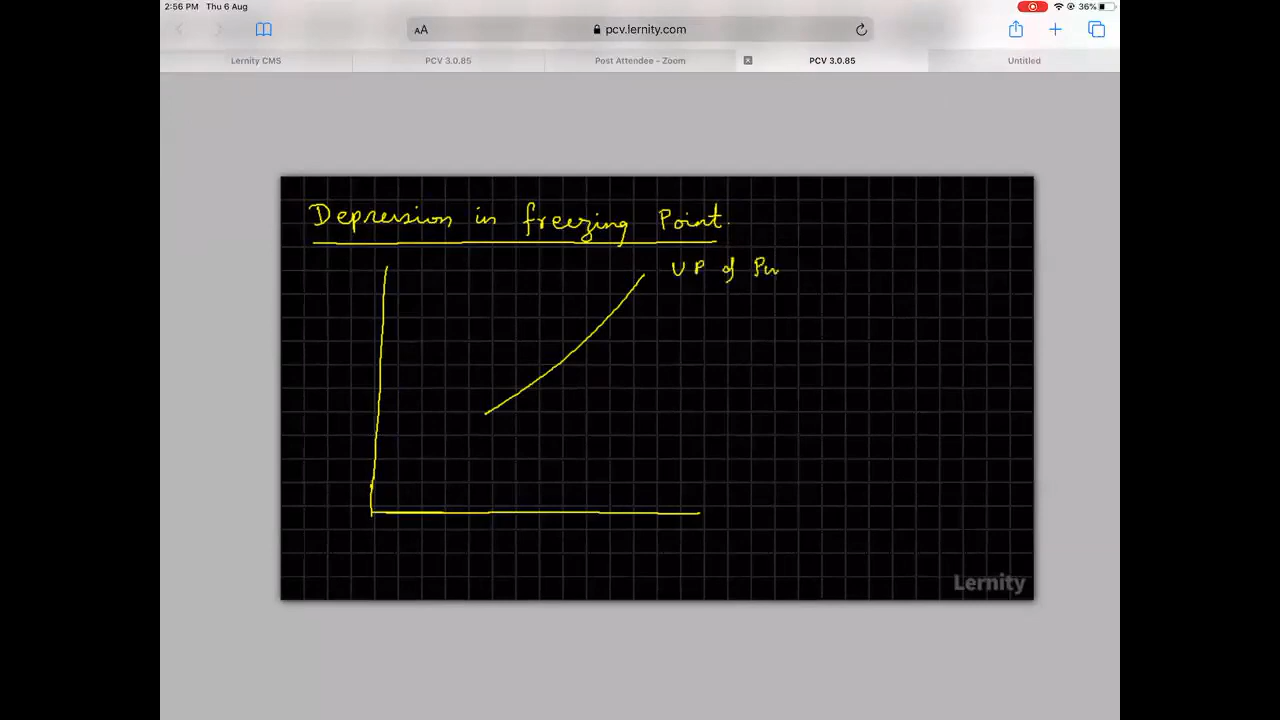 2:56 PM Thu 6 Aug
36%
AA pcv.lernity.com
Lernity CMS PCV 3.0.85 Post Attendee - Zoom PCV 3.0.85 Untitled
Depression in freezing Point.
VP of Pu
Lernity